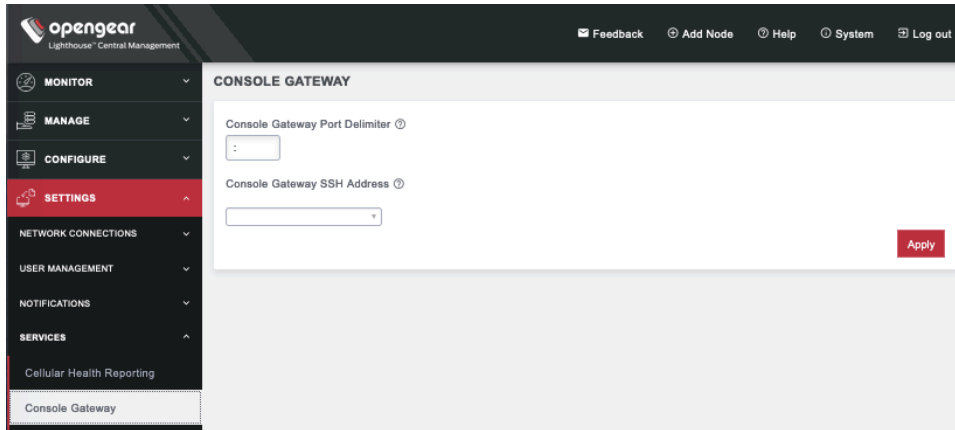 opengear
Lighthouse™ Central Management
Feedback
Add Node
Help
System
Log out
MONITOR
MANAGE
CONFIGURE
SETTINGS
NETWORK CONNECTIONS
USER MANAGEMENT
NOTIFICATIONS
SERVICES
Cellular Health Reporting
Console Gateway
CONSOLE GATEWAY
Console Gateway Port Delimiter
:
Console Gateway SSH Address
Apply